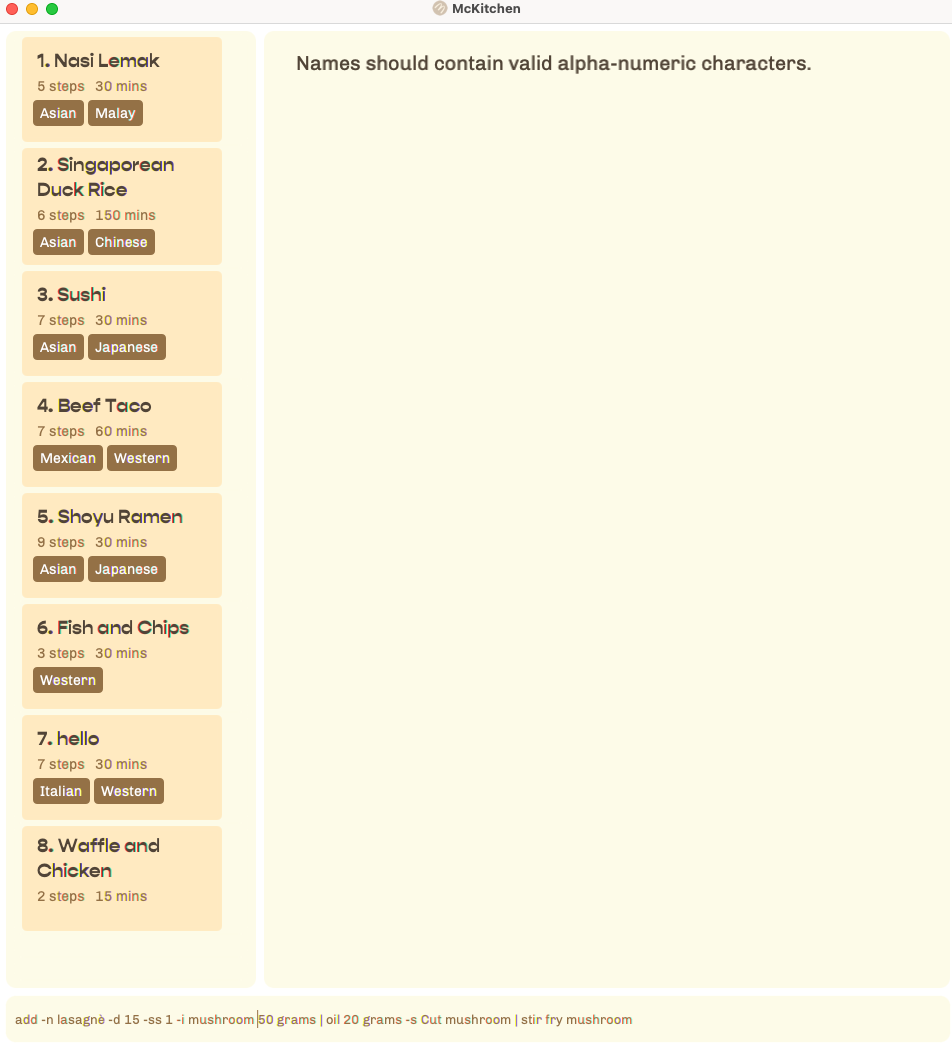 McKitchen
1. Nasi Lemak
5 steps 30 mins
Asian Malay
2. Singaporean
Duck Rice
6 steps 150 mins
Asian Chinese
3. Sushi
7 steps 30 mins
Asian Japanese
4. Beef Taco
7 steps 60 mins
Mexican Western
5. Shoyu Ramen
9 steps 30 mins
Asian Japanese
6. Fish and Chips
3 steps 30 mins
Western
7. hello
7 steps 30 mins
Italian Western
8. Waffle and
Chicken
2 steps 15 mins
Names should contain valid alpha-numeric characters.
add -n lasagnè -d 15 -ss 1 -i mushroom 50 grams | oil 20 grams -s Cut mushroom | stir fry mushroom